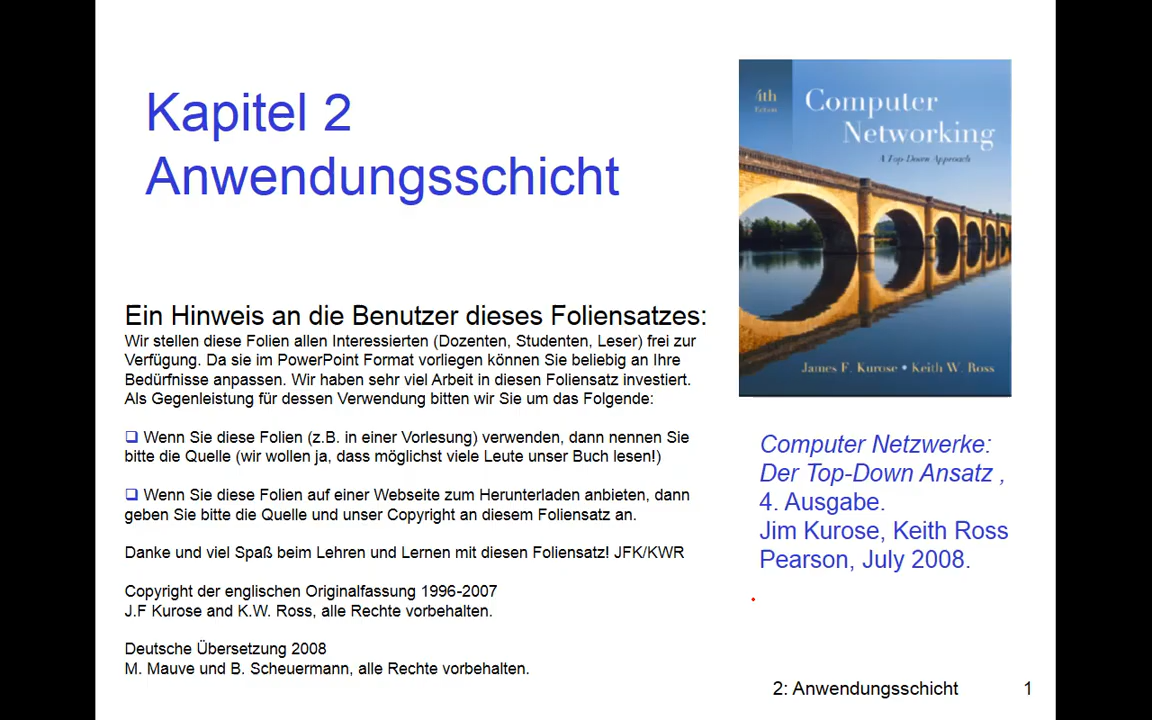 Kapitel 2
Anwendungsschicht
4th
Edition
Computer
Networking
A Top-Down Approach
James F. Kurose • Keith W. Ross
Ein Hinweis an die Benutzer dieses Foliensatzes:
Wir stellen diese Folien allen Interessierten (Dozenten, Studenten, Leser) frei zur
Verfügung. Da sie im PowerPoint Format vorliegen können Sie beliebig an Ihre
Bedürfnisse anpassen. Wir haben sehr viel Arbeit in diesen Foliensatz investiert.
Als Gegenleistung für dessen Verwendung bitten wir Sie um das Folgende:
❑ Wenn Sie diese Folien (z.B. in einer Vorlesung) verwenden, dann nennen Sie
bitte die Quelle (wir wollen ja, dass möglichst viele Leute unser Buch lesen!)
❑ Wenn Sie diese Folien auf einer Webseite zum Herunterladen anbieten, dann
geben Sie bitte die Quelle und unser Copyright an diesem Foliensatz an.
Danke und viel Spaß beim Lehren und Lernen mit diesen Foliensatz! JFK/KWR
Copyright der englischen Originalfassung 1996-2007
J.F Kurose and K.W. Ross, alle Rechte vorbehalten.
Deutsche Übersetzung 2008
M. Mauve und B. Scheuermann, alle Rechte vorbehalten.
Computer Netzwerke:
Der Top-Down Ansatz ,
4. Ausgabe.
Jim Kurose, Keith Ross
Pearson, July 2008.
2: Anwendungsschicht 1